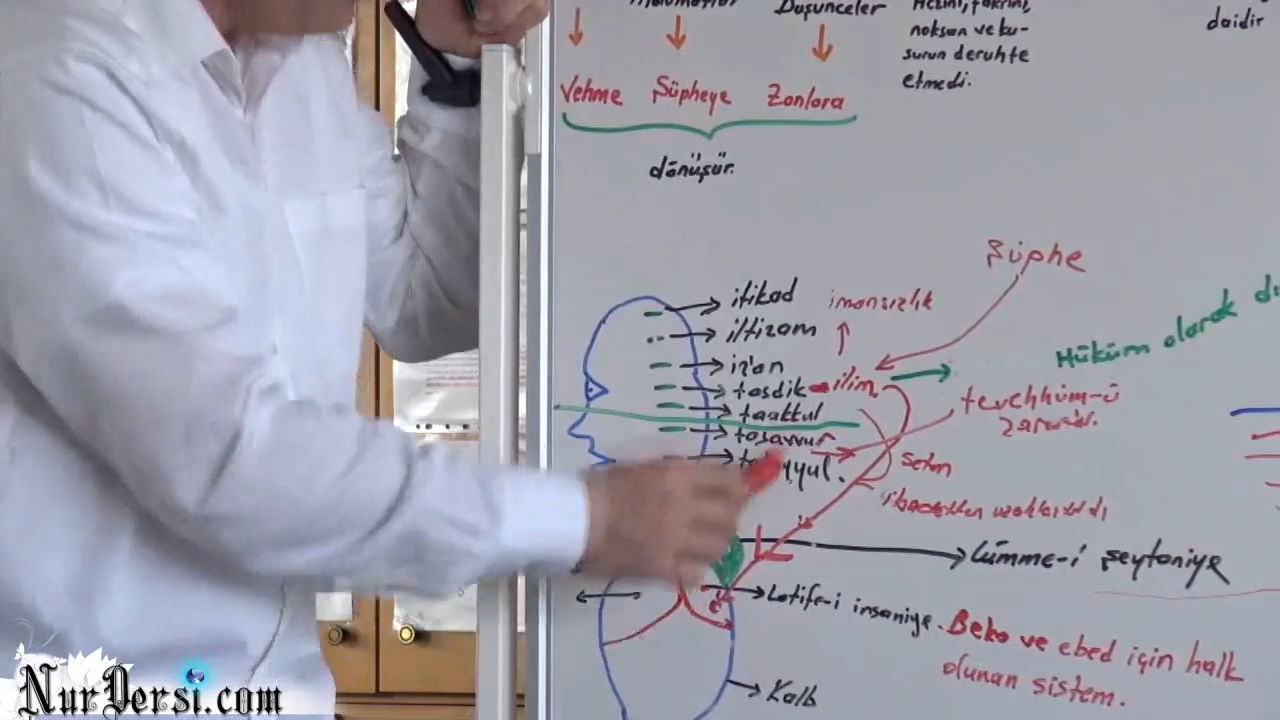 Düşünceler
noksan ve ku-
surun deruhte
etmedi.
daidir
Vehme Şüpheye Zanlara
dönüşür.
Şüphe
itikad
imansızlık
iltizam
iz'an
tasdik
ilim
Hüküm olarak
taakkul
tevehhüm-ü
zaruridir.
tasavvur
Lümme-i şeytaniye
Latife-i insaniye.
Beka ve ebed için halk
olunan sistem.
Kalb
NurDersi.com